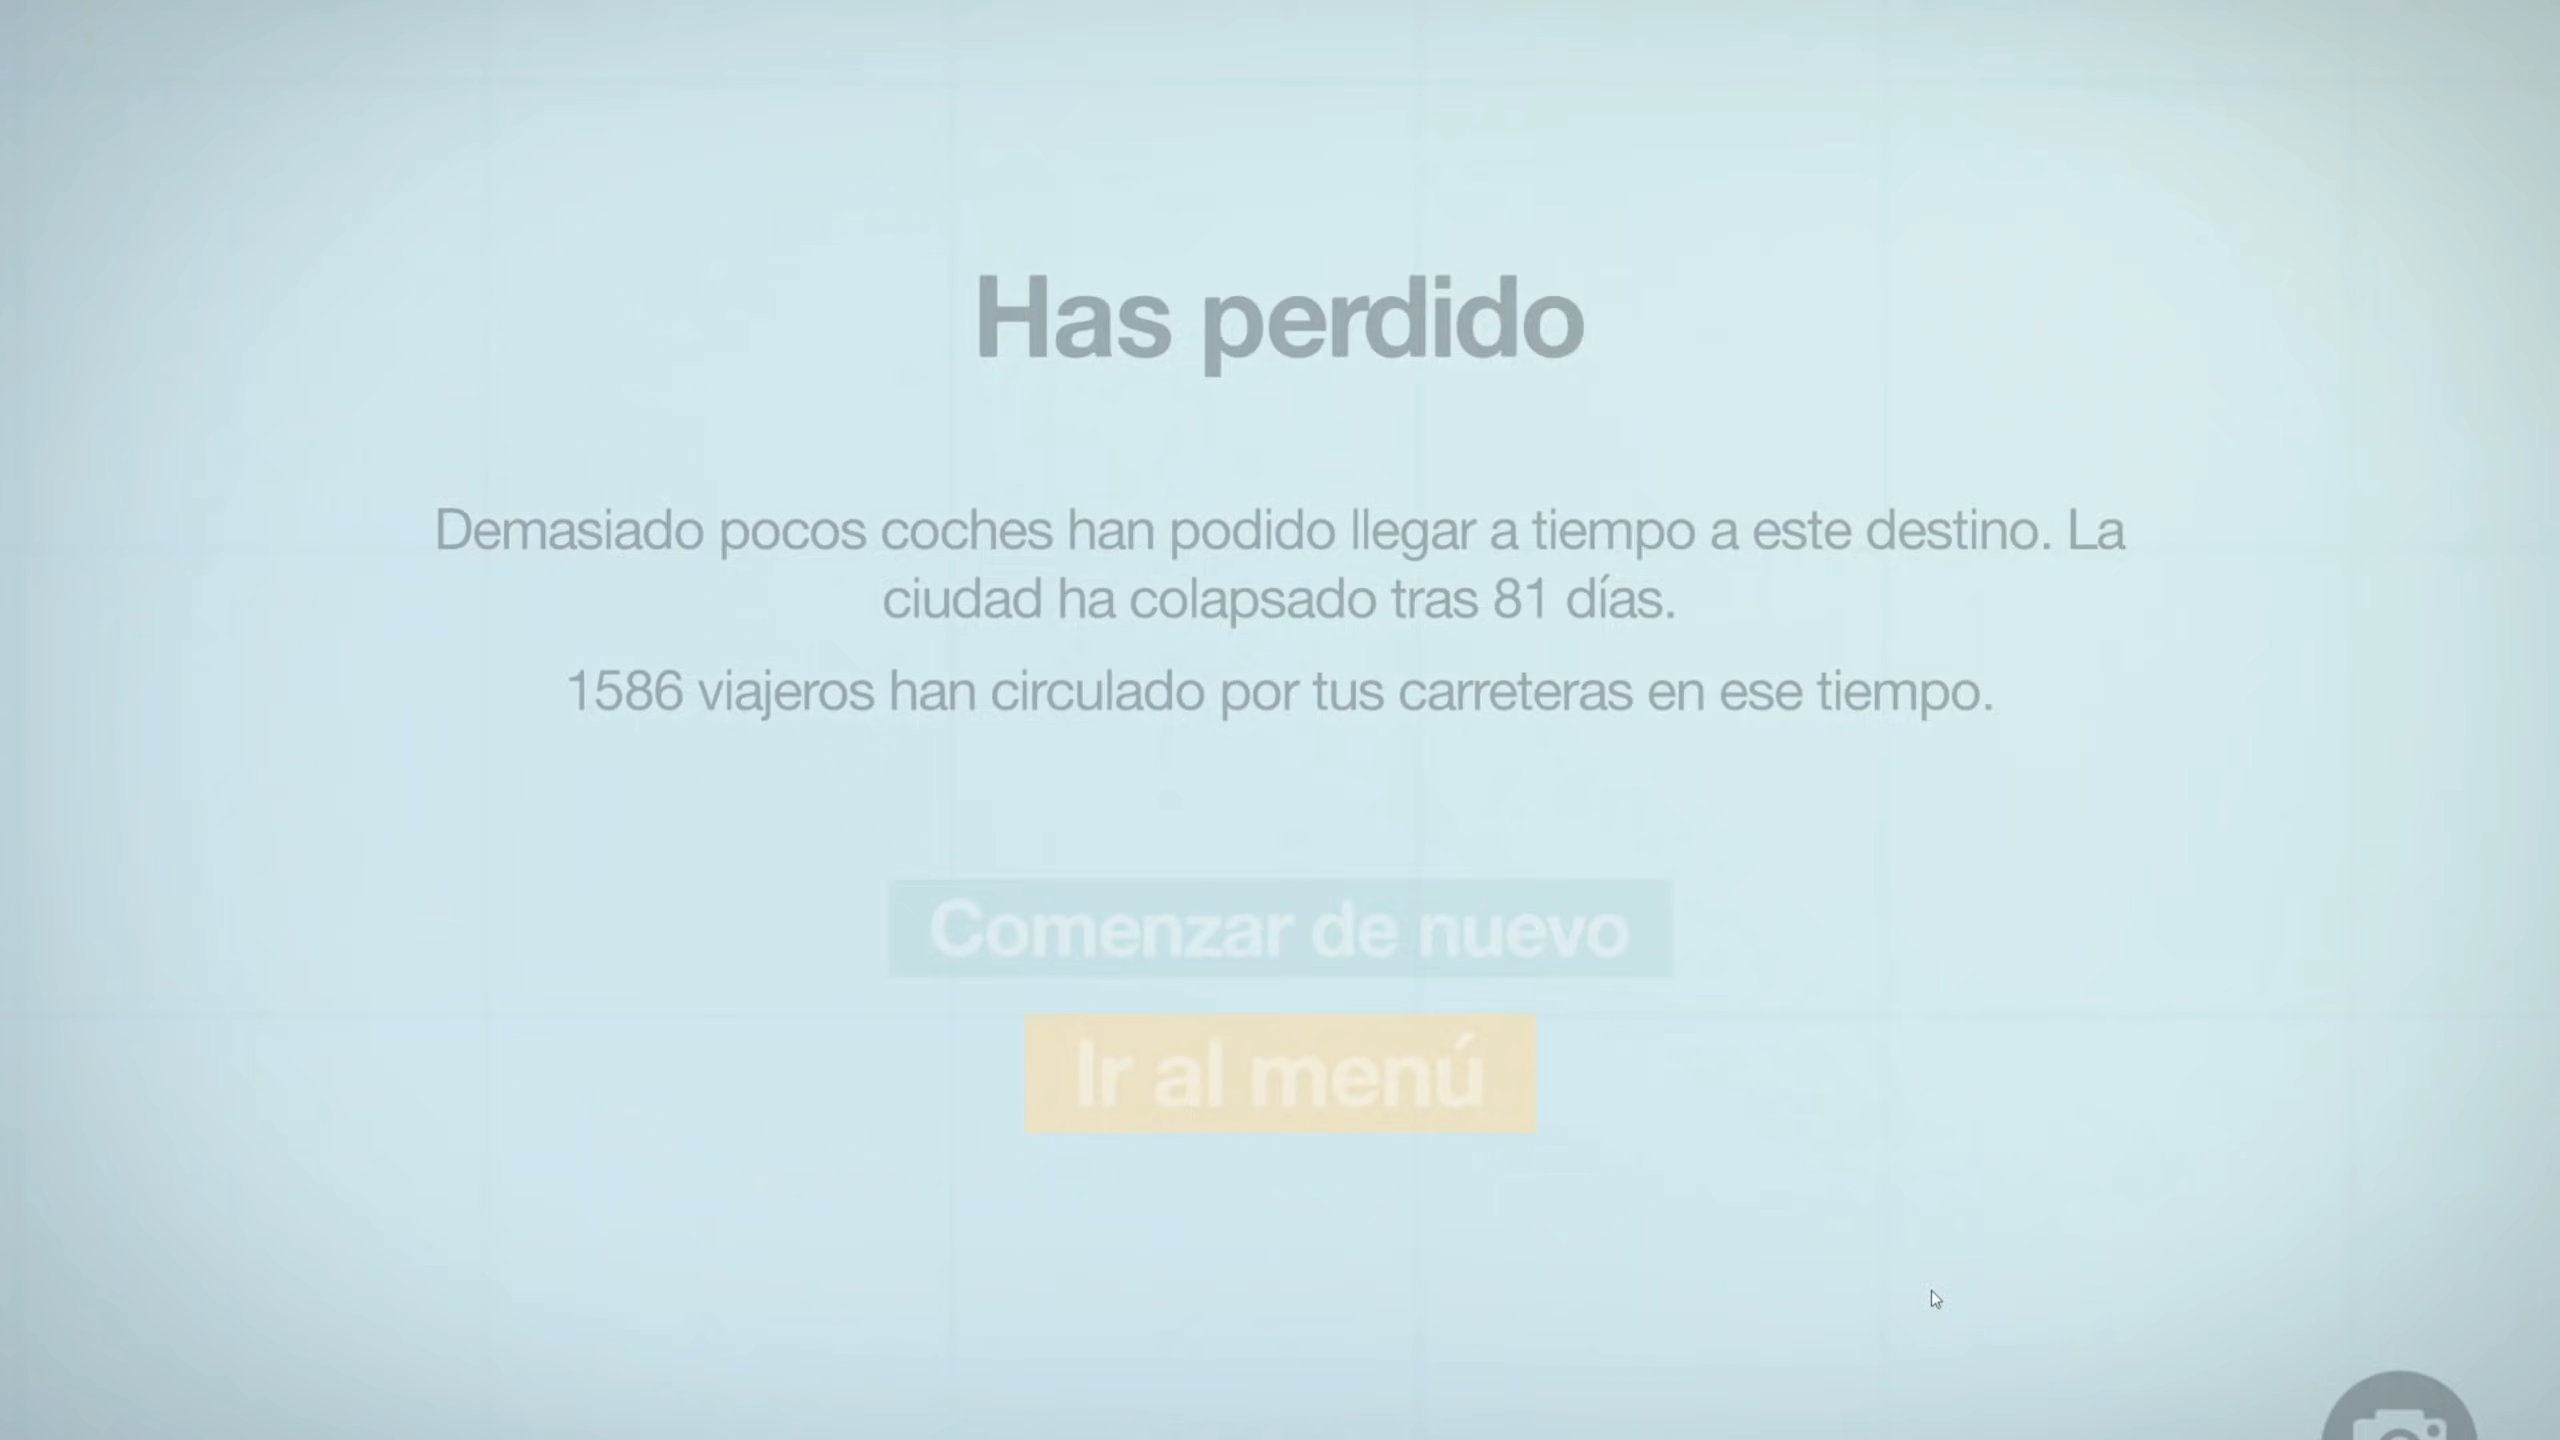 Has perdido
Demasiado pocos coches han podido llegar a tiempo a este destino. La
ciudad ha colapsado tras 81 días.
1586 viajeros han circulado por tus carreteras en ese tiempo.
Comenzar de nuevo
Ir al menú